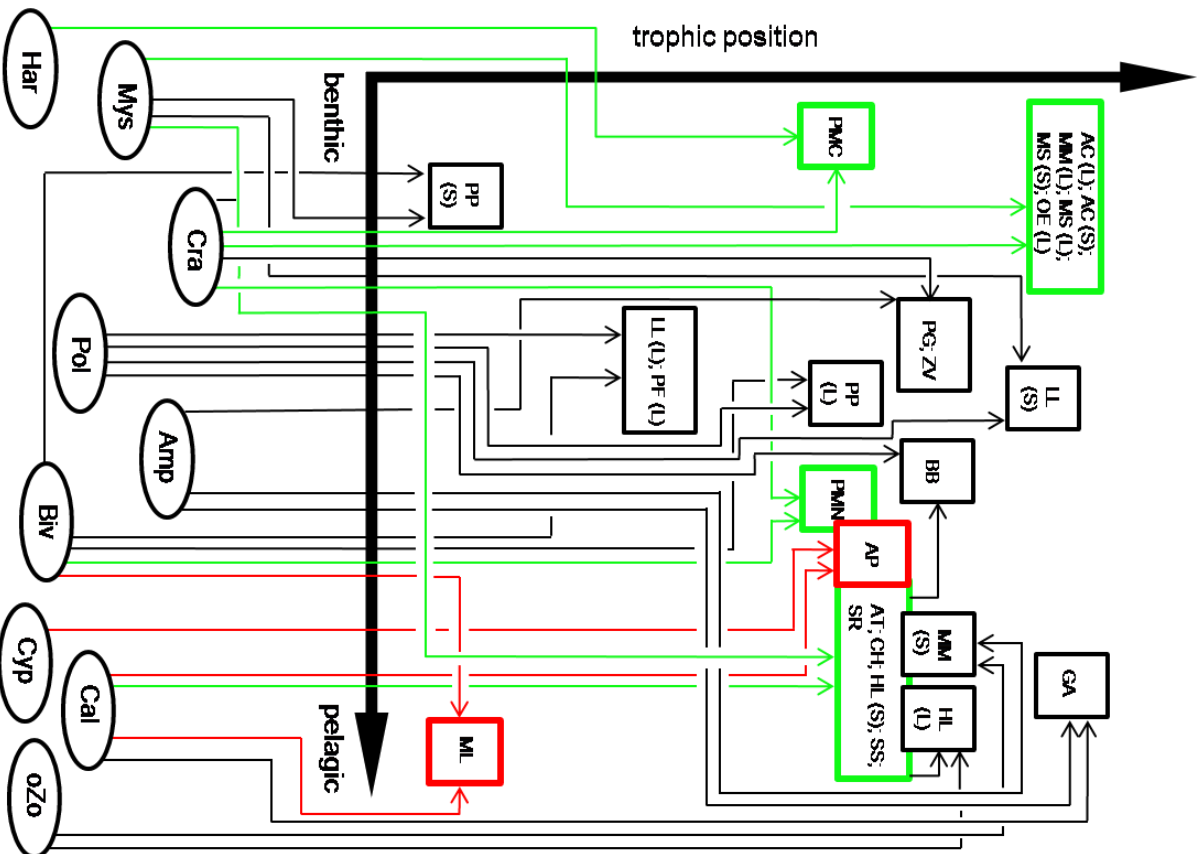 trophic position
benthic
pelagic
Har
Mys
Cra
Pol
Amp
Biv
Cyp
Cal
oZo
PP
(S)
PMC
AC (L); AC (S);
MM (L); MS (L);
MS (S); OE (L)
LL (L); PF (L)
PP
(L)
PG; ZV
LL
(S)
BB
PMN
AP
AT; CH; HL (S); SS;
SR
MM
(S)
HL
(L)
GA
ML